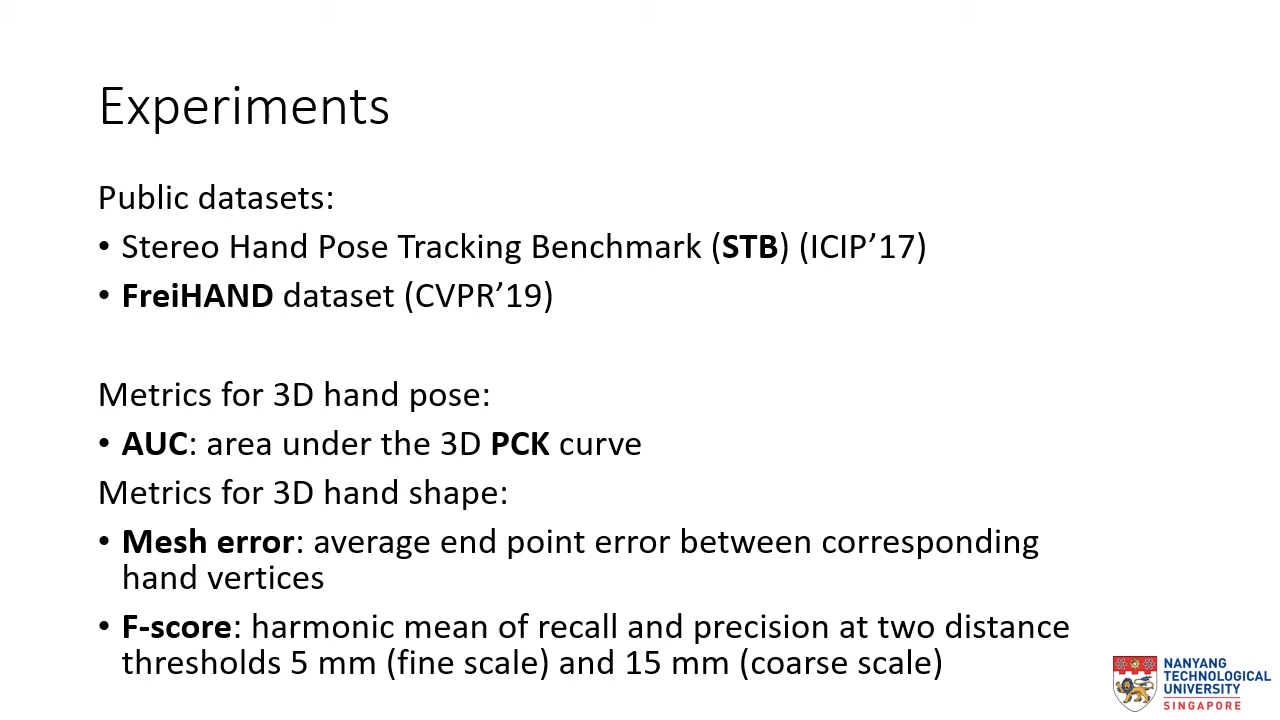 Experiments
Public datasets:
• Stereo Hand Pose Tracking Benchmark (STB) (ICIP’17)
• FreiHAND dataset (CVPR’19)
Metrics for 3D hand pose:
• AUC: area under the 3D PCK curve
Metrics for 3D hand shape:
• Mesh error: average end point error between corresponding
hand vertices
• F-score: harmonic mean of recall and precision at two distance
thresholds 5 mm (fine scale) and 15 mm (coarse scale)
NANYANG
TECHNOLOGICAL
UNIVERSITY
SINGAPORE